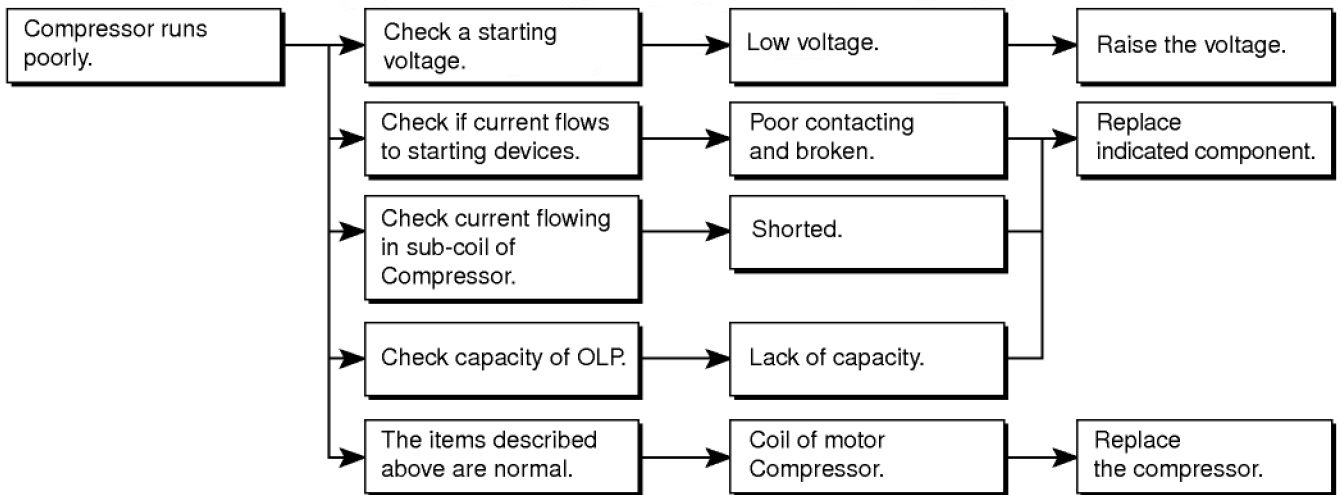 Compressor runs
poorly.
Check a starting
voltage.
Low voltage.
Raise the voltage.
Check if current flows
to starting devices.
Poor contacting
and broken.
Replace
indicated component.
Check current flowing
in sub-coil of
Compressor.
Shorted.
Check capacity of OLP.
Lack of capacity.
The items described
above are normal.
Coil of motor
Compressor.
Replace
the compressor.